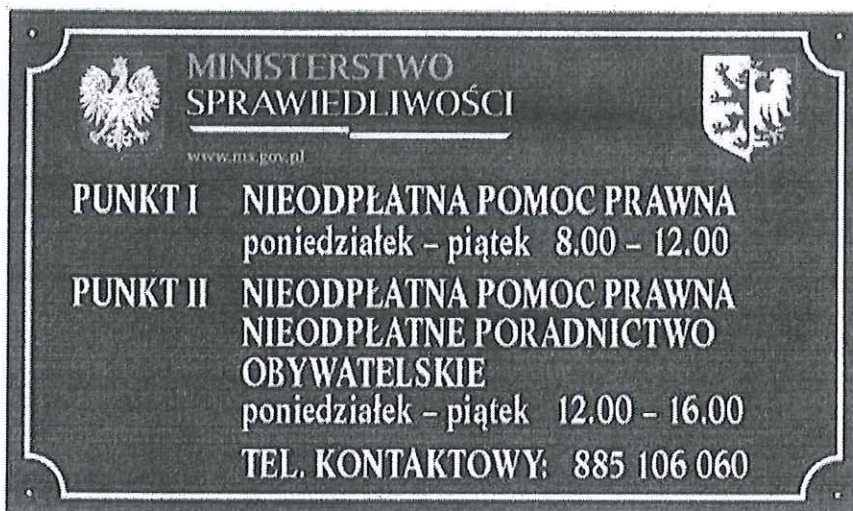 MINISTERSTWO
SPRAWIEDLIWOŚCI
www.ms.gov.pl
PUNKT I NIEODPŁATNA POMOC PRAWNA
poniedziałek – piątek 8.00 – 12.00
PUNKT II NIEODPŁATNA POMOC PRAWNA
NIEODPŁATNE PORADNICTWO
OBYWATELSKIE
poniedziałek – piątek 12.00 – 16.00
TEL. KONTAKTOWY: 885 106 060